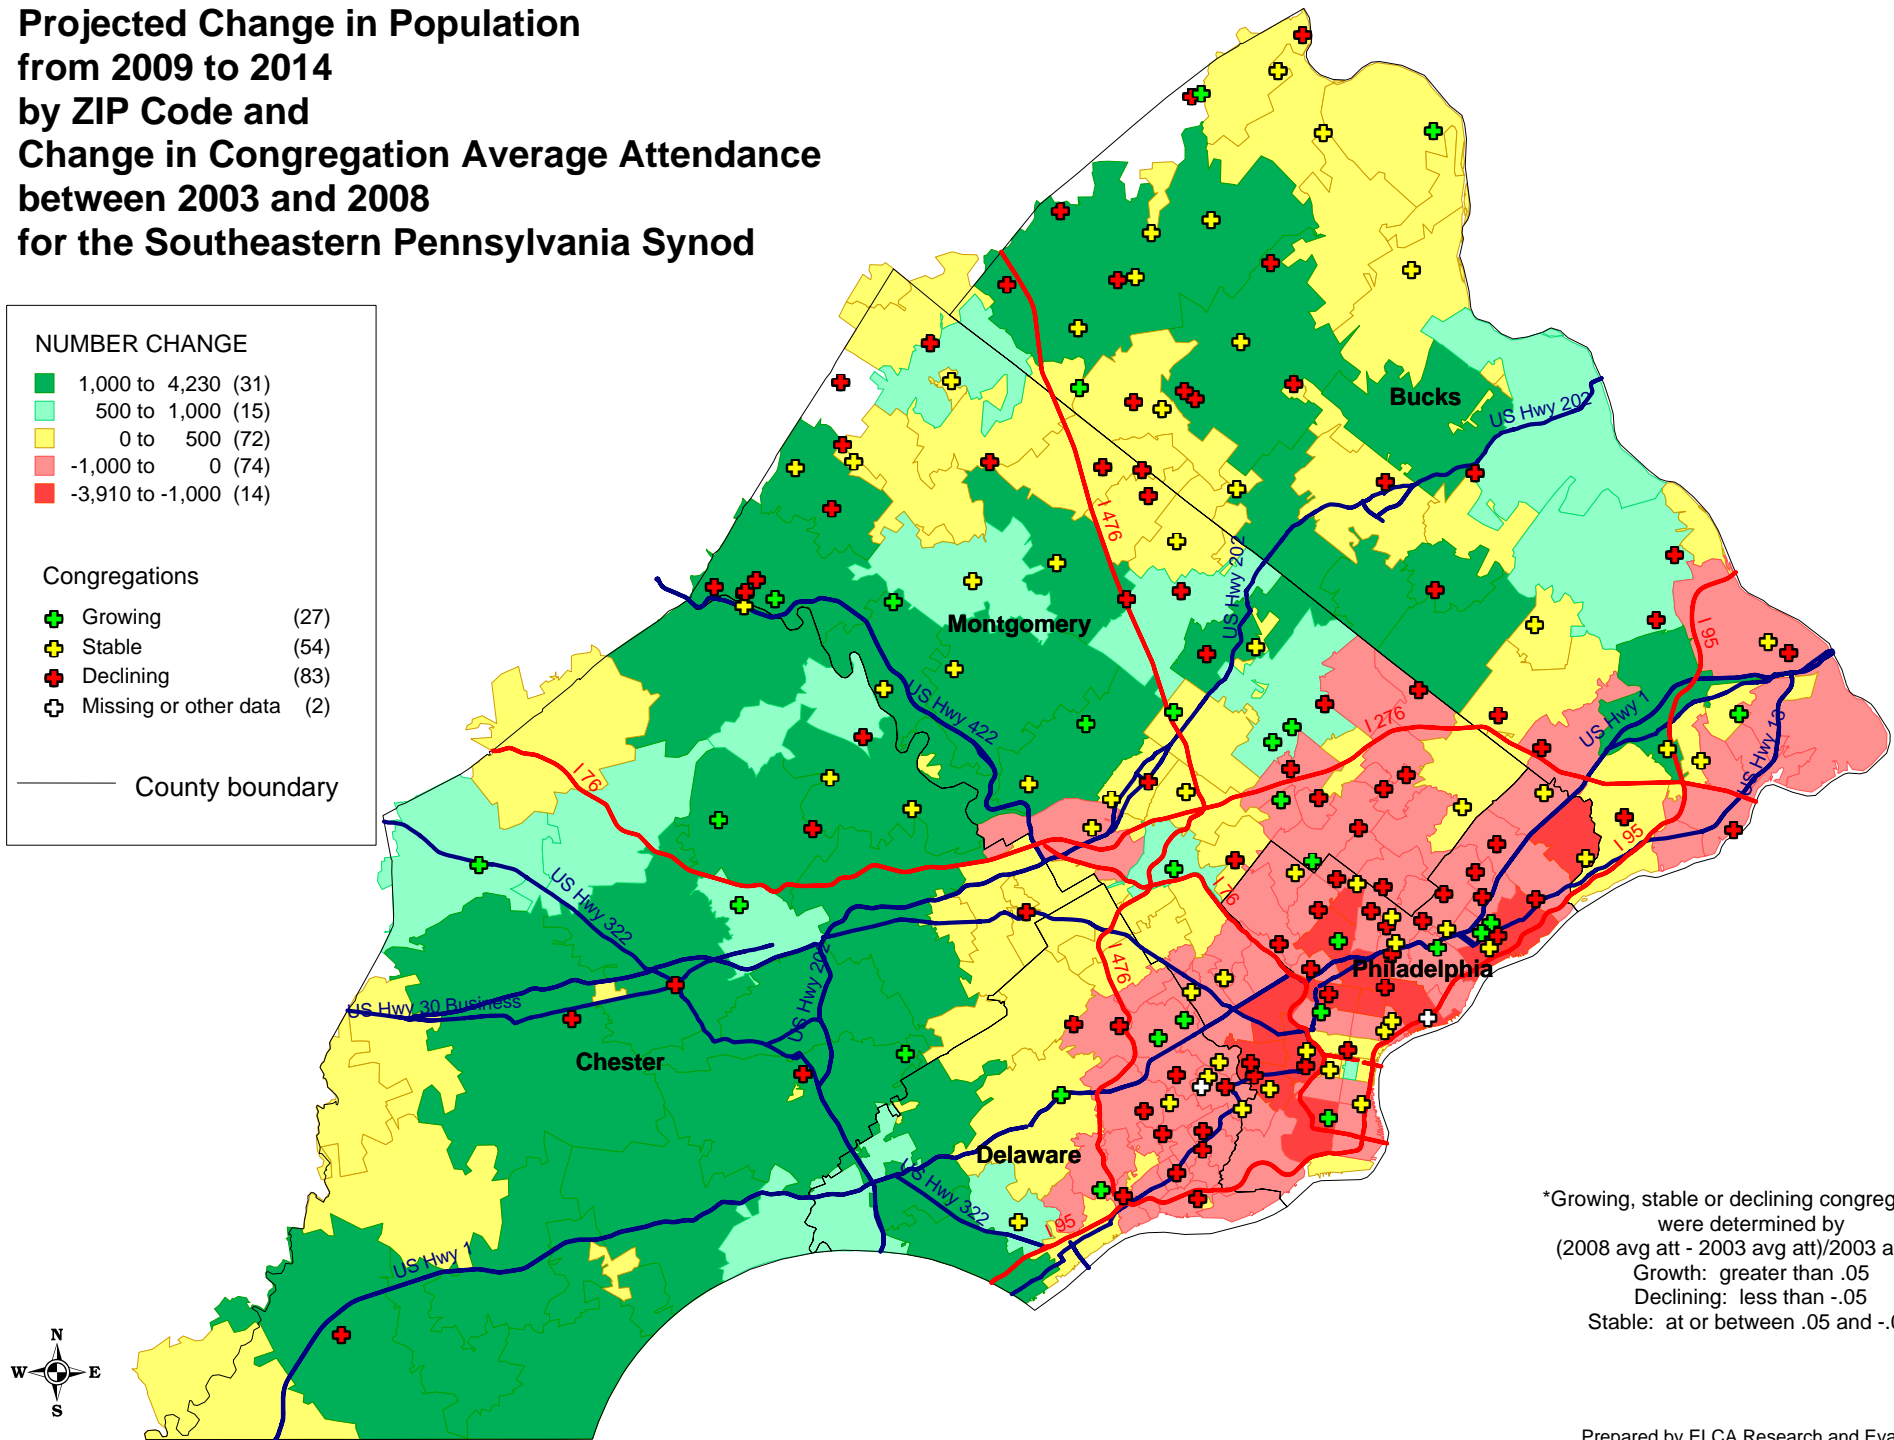 Projected Change in Population
from 2009 to 2014
by ZIP Code and
Change in Congregation Average Attendance
between 2003 and 2008
for the Southeastern Pennsylvania Synod
NUMBER CHANGE
1,000 to 4,230 (31)
500 to 1,000 (15)
0 to 500 (72)
-1,000 to 0 (74)
-3,910 to -1,000 (14)
Congregations
Growing (27)
Stable (54)
Declining (83)
Missing or other data (2)
County boundary
Bucks
US Hwy 202
I 476
US Hwy 202
Montgomery
I 95
US Hwy 422
I 276
US Hwy 1
US Hwy 13
I 76
I 95
US Hwy 322
I 76
I 476
Philadelphia
US Hwy 202
US Hwy 30 Business
Chester
Delaware
US Hwy 322
I 95
US Hwy 1
N
W E
S
*Growing, stable or declining congreg
were determined by
(2008 avg att - 2003 avg att)/2003 a
Growth: greater than .05
Declining: less than -.05
Stable: at or between .05 and -.0
Prepared by ELCA Research and Eva